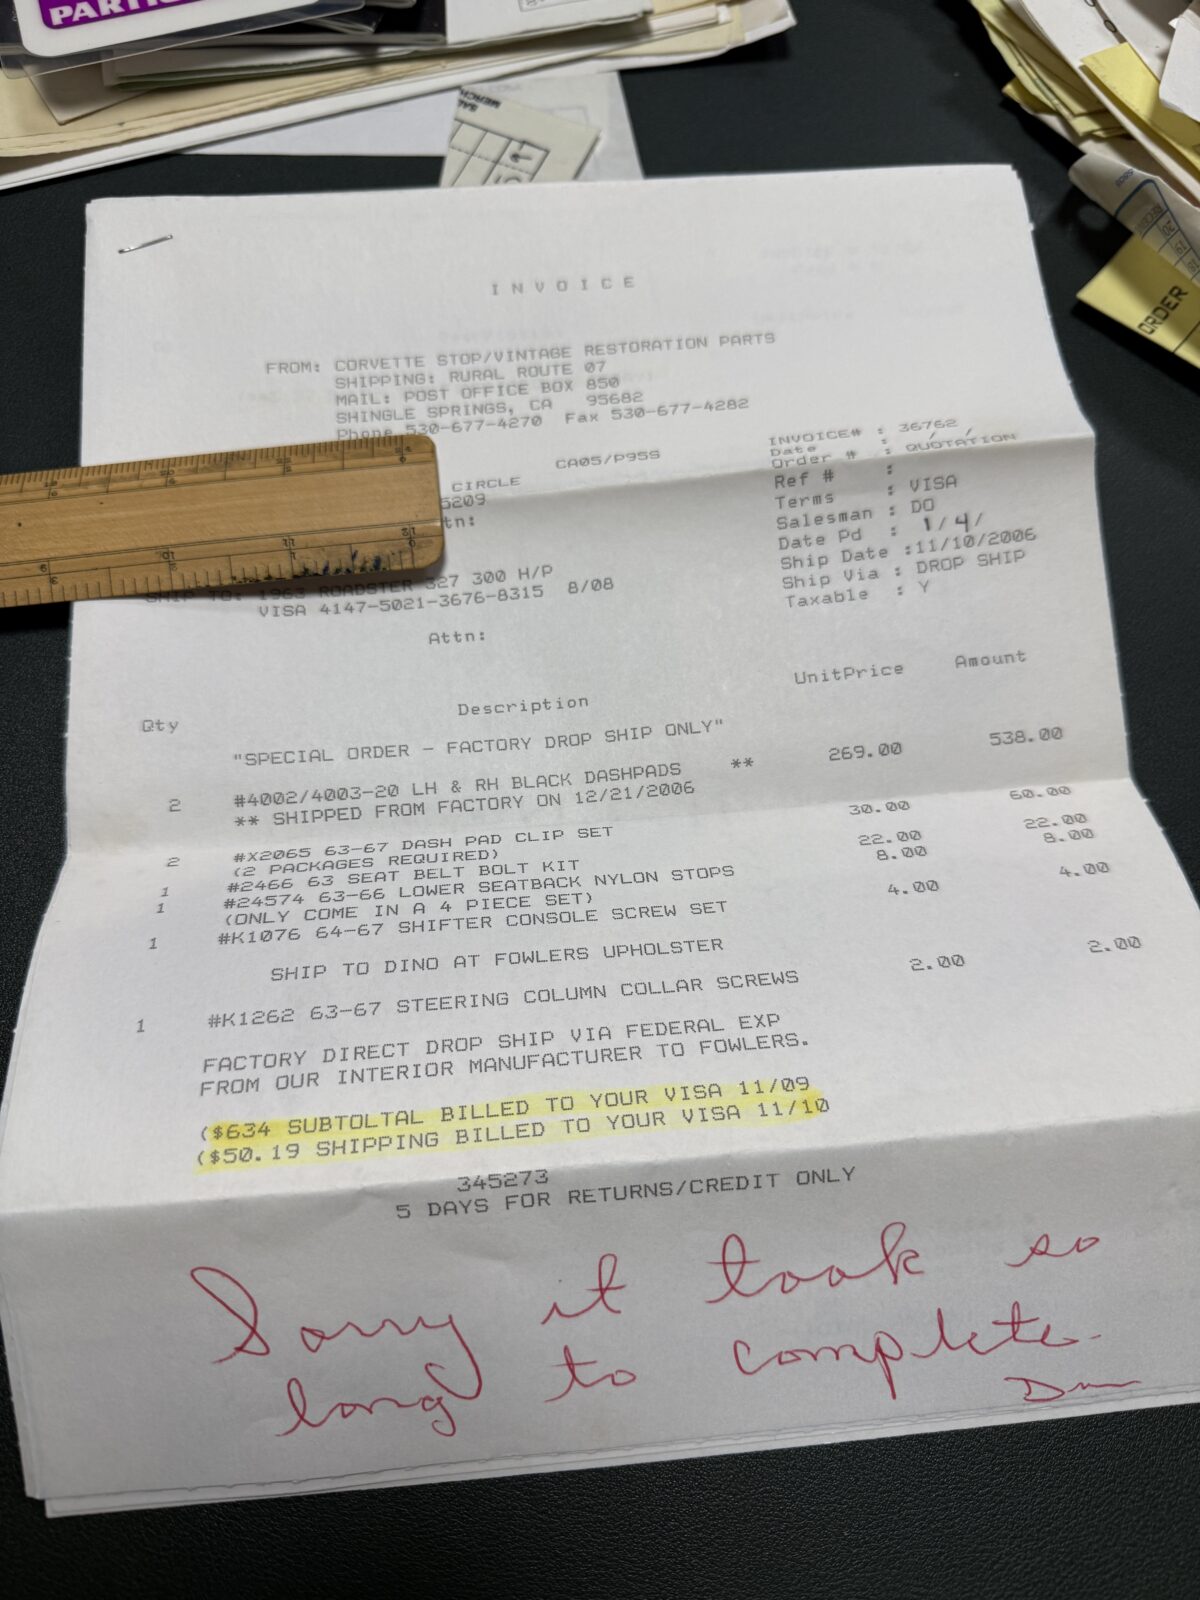 PARTI
ORDER
I N V O I C E
FROM: CORVETTE STOP/VINTAGE RESTORATION PARTS
SHIPPING: RURAL ROUTE 07
MAIL: POST OFFICE BOX 850
SHINGLE SPRINGS, CA 95682
Phone 530-677-4270 Fax 530-677-4282
CA05/P95S
CIRCLE
5209
tn:
INVOICE# : 36762
Date : / /
Order # : QUOTATION
Ref # :
Terms : VISA
Salesman : DO
Date Pd : 1/4/
Ship Date :11/10/2006
Ship Via : DROP SHIP
Taxable : Y
SHIP TO: 1963 ROADSTER 327 300 H/P
VISA 4147-5021-3676-8315 8/08
Attn:
Qty Description UnitPrice Amount
"SPECIAL ORDER - FACTORY DROP SHIP ONLY"
2 #4002/4003-20 LH & RH BLACK DASHPADS ** 269.00 538.00
** SHIPPED FROM FACTORY ON 12/21/2006
2 #X2065 63-67 DASH PAD CLIP SET 30.00 60.00
(2 PACKAGES REQUIRED)
1 #2466 63 SEAT BELT BOLT KIT 22.00 22.00
1 #24574 63-66 LOWER SEATBACK NYLON STOPS 8.00 8.00
(ONLY COME IN A 4 PIECE SET)
1 #K1076 64-67 SHIFTER CONSOLE SCREW SET 4.00 4.00
SHIP TO DINO AT FOWLERS UPHOLSTER
1 #K1262 63-67 STEERING COLUMN COLLAR SCREWS 2.00 2.00
FACTORY DIRECT DROP SHIP VIA FEDERAL EXP
FROM OUR INTERIOR MANUFACTURER TO FOWLERS.
($634 SUBTOLTAL BILLED TO YOUR VISA 11/09
($50.19 SHIPPING BILLED TO YOUR VISA 11/10
345273
5 DAYS FOR RETURNS/CREDIT ONLY
Sorry it took so
long to complete.